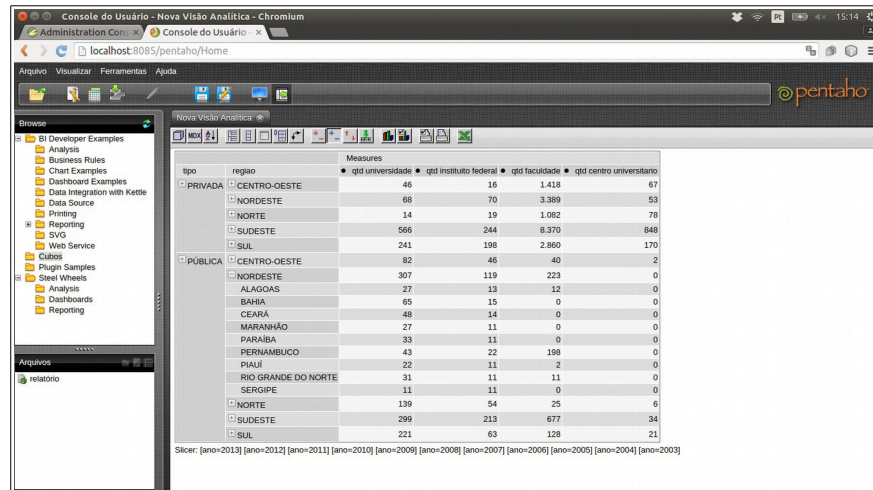 Console do Usuário - Nova Visão Analítica - Chromium
Pt
15:14
Administration Cons
Console do Usuário -
localhost:8085/pentaho/Home
Arquivo Visualizar Ferramentas Ajuda
pentaho
Browse
BI Developer Examples
Analysis
Business Rules
Chart Examples
Dashboard Examples
Data Integration with Kettle
Data Source
Printing
Reporting
SVG
Web Service
Cubos
Plugin Samples
Steel Wheels
Analysis
Dashboards
Reporting
Arquivos
relatório
Nova Visão Analítica
MDX
Measures
tipo regiao qtd universidade qtd instituito federal qtd faculdade qtd centro universitario
PRIVADA CENTRO-OESTE 46 16 1.418 67
NORDESTE 68 70 3.389 53
NORTE 14 19 1.082 78
SUDESTE 566 244 8.370 848
SUL 241 198 2.860 170
PÚBLICA CENTRO-OESTE 82 46 40 2
NORDESTE 307 119 223 0
ALAGOAS 27 13 12 0
BAHIA 65 15 0 0
CEARÁ 48 14 0 0
MARANHÃO 27 11 0 0
PARAÍBA 33 11 0 0
PERNAMBUCO 43 22 198 0
PIAUÍ 22 11 2 0
RIO GRANDE DO NORTE 31 11 11 0
SERGIPE 11 11 0 0
NORTE 139 54 25 6
SUDESTE 299 213 677 34
SUL 221 63 128 21
Slicer: [ano=2013] [ano=2012] [ano=2011] [ano=2010] [ano=2009] [ano=2008] [ano=2007] [ano=2006] [ano=2005] [ano=2004] [ano=2003]